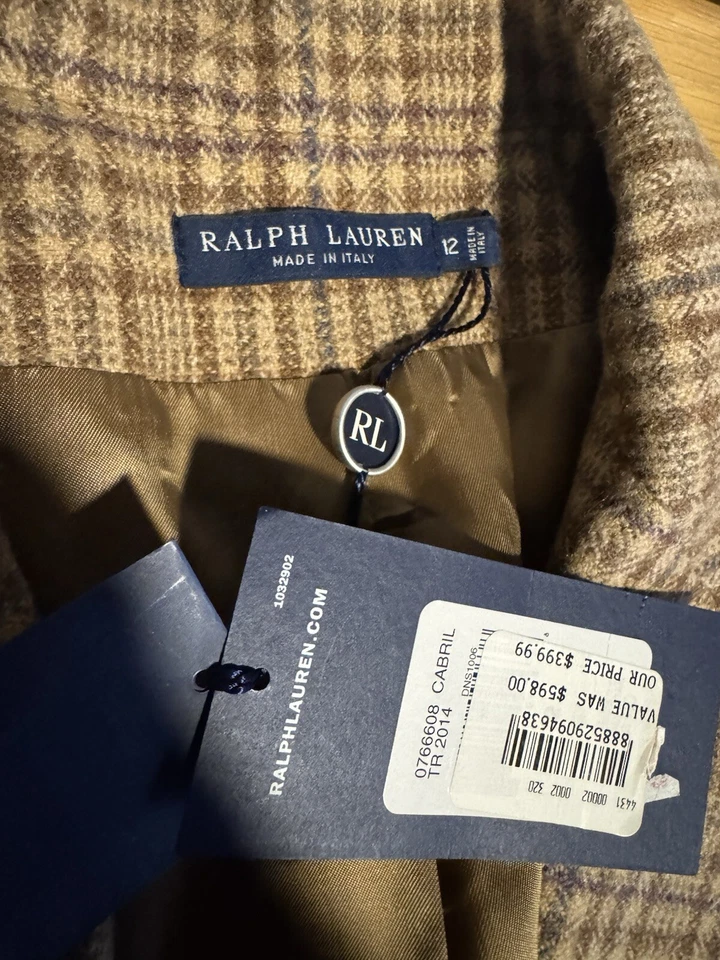 RALPH LAUREN
MADE IN ITALY
12
MADE IN
ITALY
RL
1032902
RALPHLAUREN.COM
0766608 CABRIL
TR 2014
DNS1006
OUR PRICE $399.99
VALUE WAS $598.00
888529094638
4431 00002 0002 320